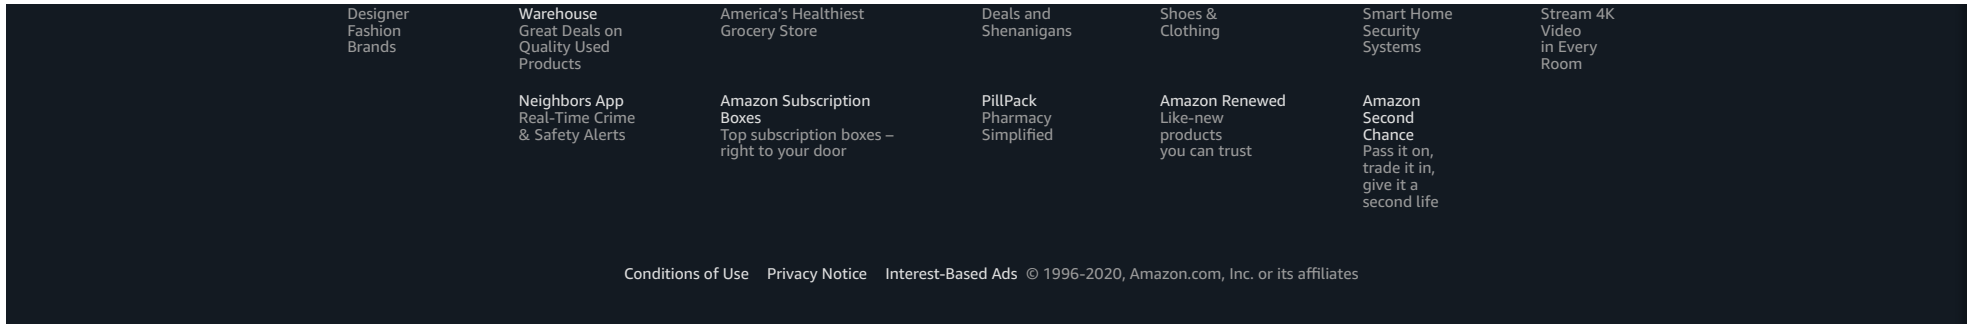 Designer
Fashion
Brands
Warehouse
Great Deals on
Quality Used
Products
America's Healthiest
Grocery Store
Deals and
Shenanigans
Shoes &
Clothing
Smart Home
Security
Systems
Stream 4K
Video
in Every
Room
Neighbors App
Real-Time Crime
& Safety Alerts
Amazon Subscription
Boxes
Top subscription boxes –
right to your door
PillPack
Pharmacy
Simplified
Amazon Renewed
Like-new
products
you can trust
Amazon
Second
Chance
Pass it on,
trade it in,
give it a
second life
Conditions of Use Privacy Notice Interest-Based Ads © 1996-2020, Amazon.com, Inc. or its affiliates